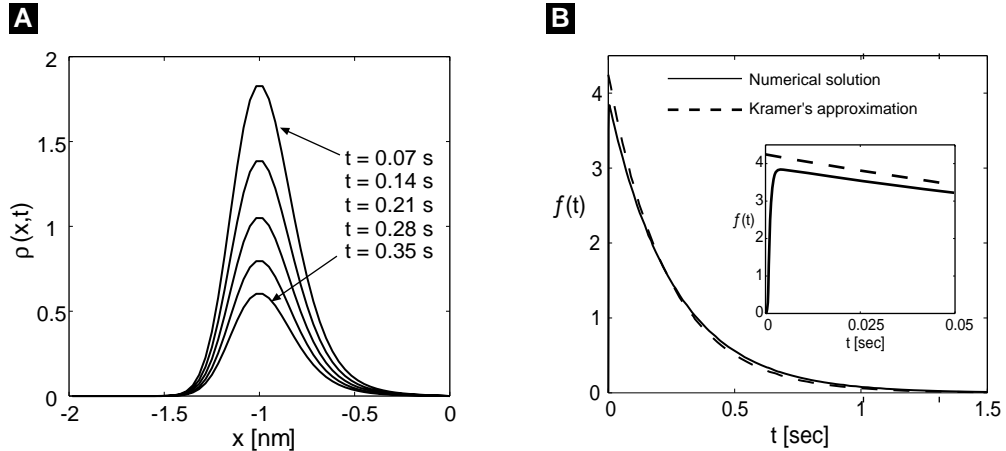 A
2
1.5
1
0.5
0
-2
-1.5
-1
-0.5
0
ρ(x,t)
x [nm]
t = 0.07 s
t = 0.14 s
t = 0.21 s
t = 0.28 s
t = 0.35 s
B
4
3
2
1
0
0
0.5
1
1.5
f(t)
t [sec]
Numerical solution
Kramer's approximation
4
3
2
1
0
0
0.025
0.05
f(t)
t [sec]